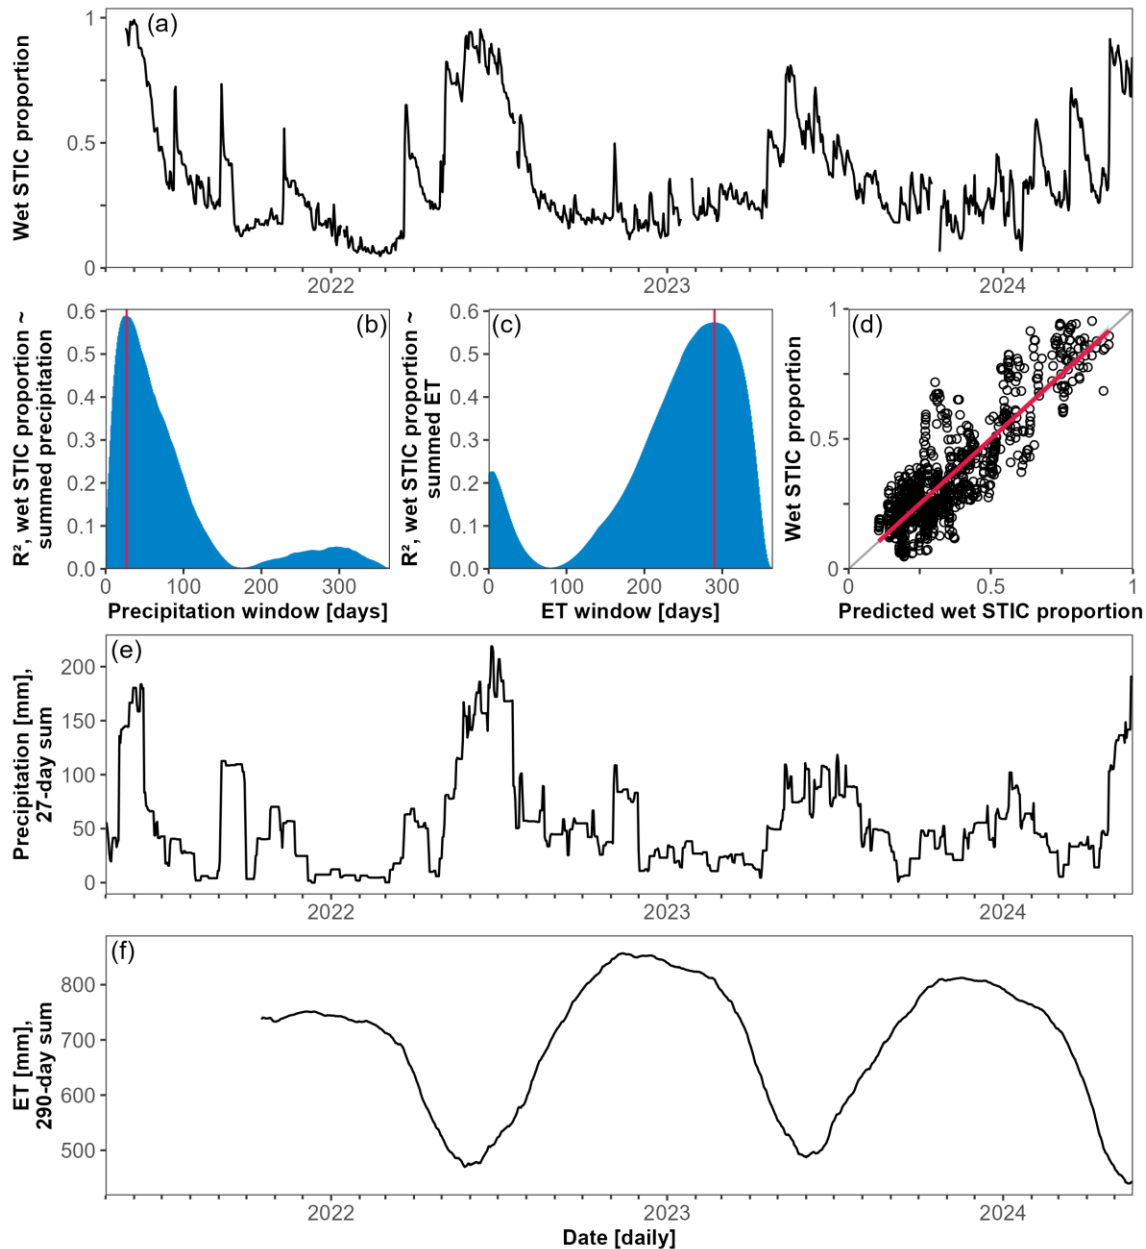 (a)
Wet STIC proportion
1
0.5
0
2022
2023
2024
(b)
R², wet STIC proportion ~
summed precipitation
0.6
0.5
0.4
0.3
0.2
0.1
0.0
0
100
200
300
Precipitation window [days]
(c)
R², wet STIC proportion ~
summed ET
0.6
0.5
0.4
0.3
0.2
0.1
0.0
0
100
200
300
ET window [days]
(d)
Wet STIC proportion
1
0.5
0
0
0.5
1
Predicted wet STIC proportion
(e)
Precipitation [mm],
27-day sum
200
150
100
50
0
2022
2023
2024
(f)
ET [mm],
290-day sum
800
700
600
500
2022
2023
2024
Date [daily]